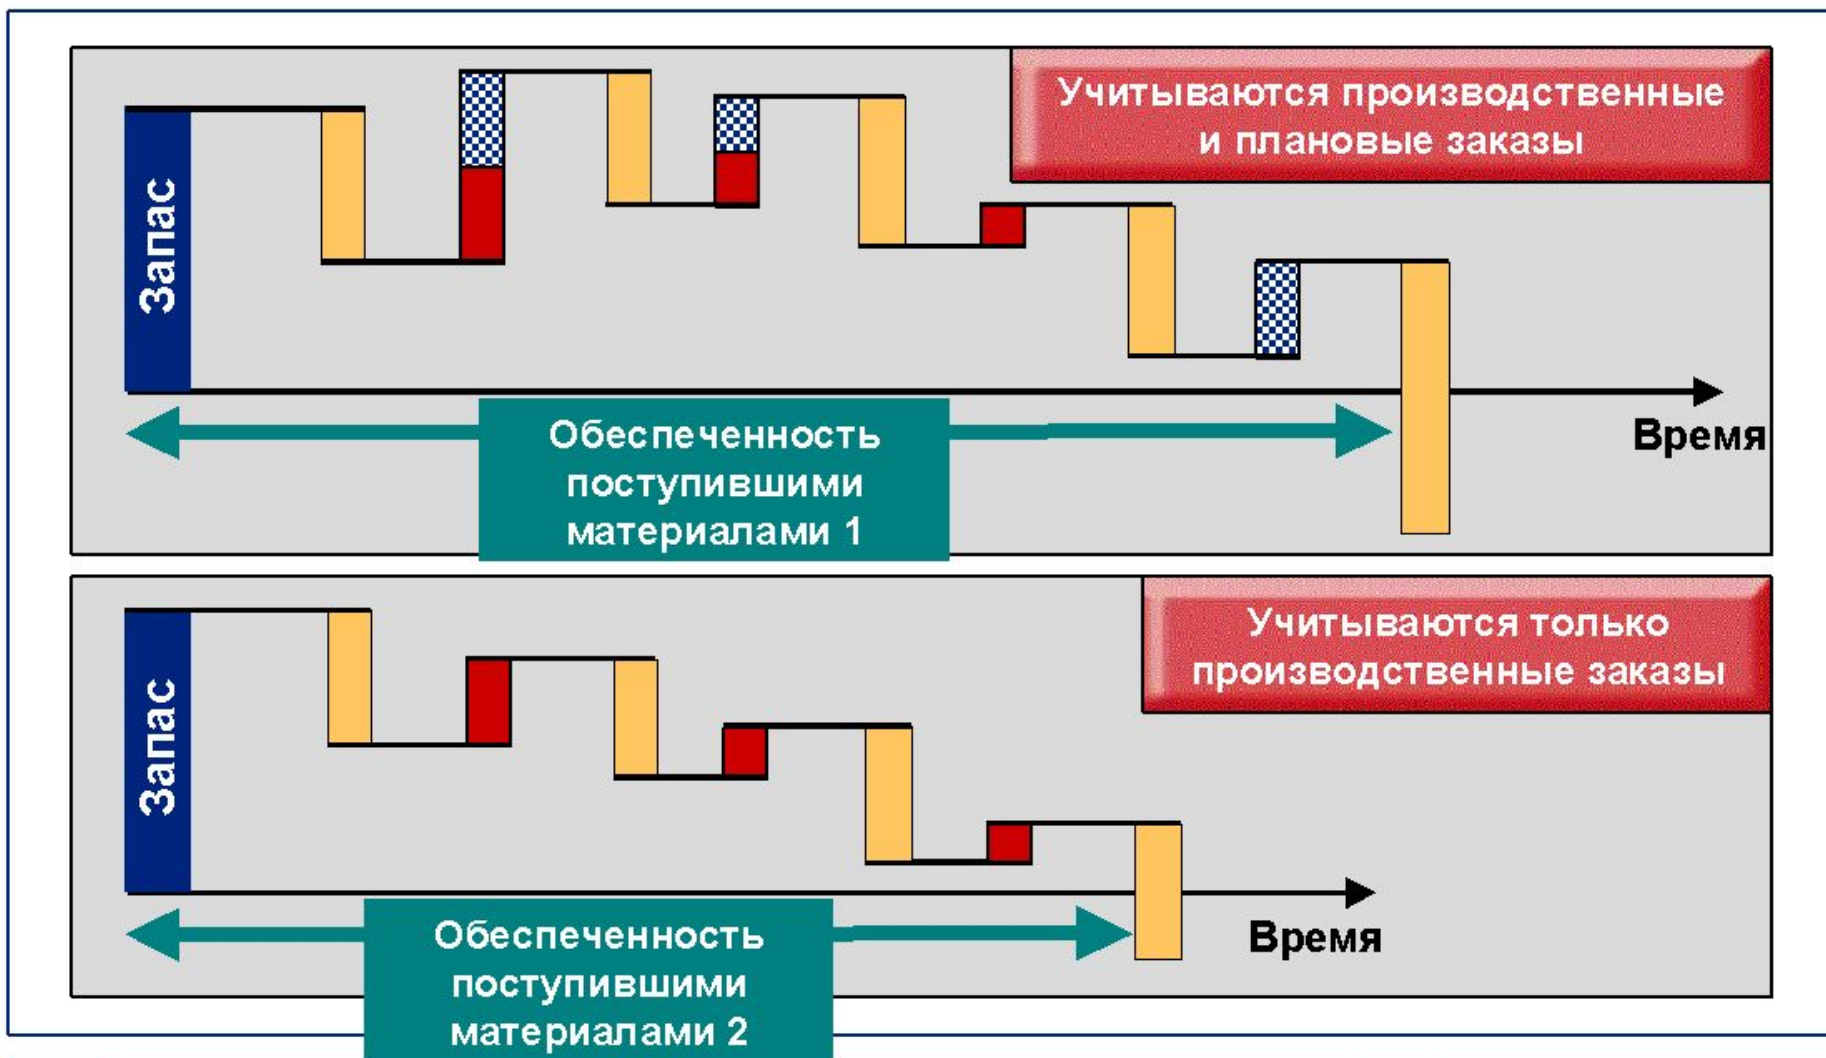 Учитываются производственные
и плановые заказы
Запас
Время
Обеспеченность
поступившими
материалами 1
Учитываются только
производственные заказы
Запас
Время
Обеспеченность
поступившими
материалами 2